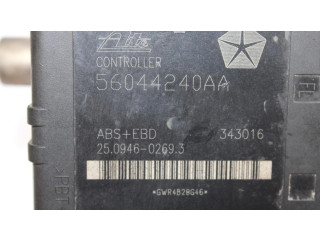 Ate
CONTROLLER
56044240AA
ABS+EBD 343016
25.0946-0269.3
*GWR4B28G46*